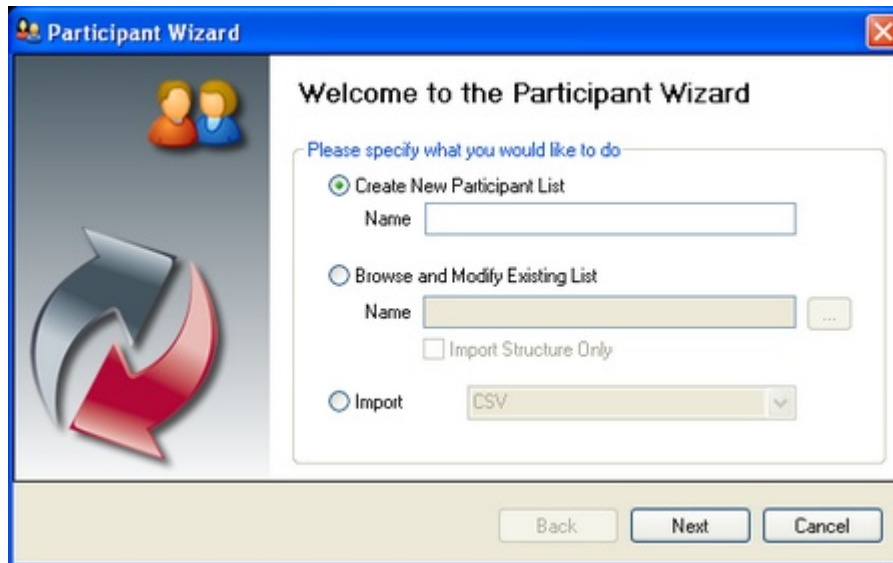 Participant Wizard
Welcome to the Participant Wizard
Please specify what you would like to do
Create New Participant List
Name
Browse and Modify Existing List
Name
...
Import Structure Only
Import
CSV
Back
Next
Cancel